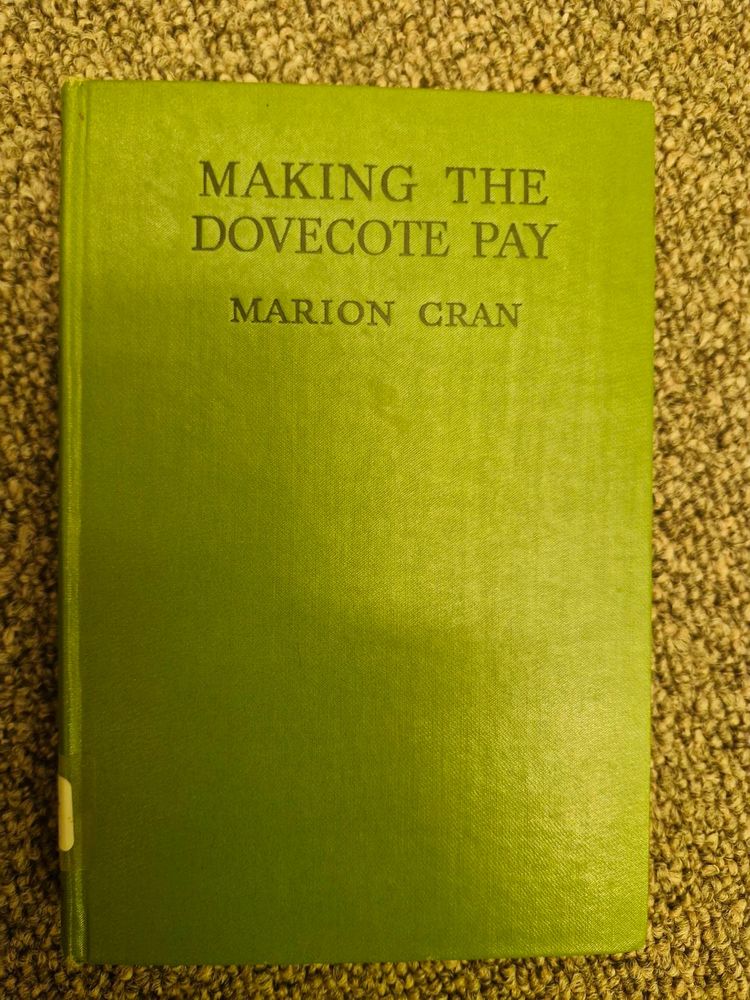 MAKING THE
DOVECOTE PAY
MARION CRAN